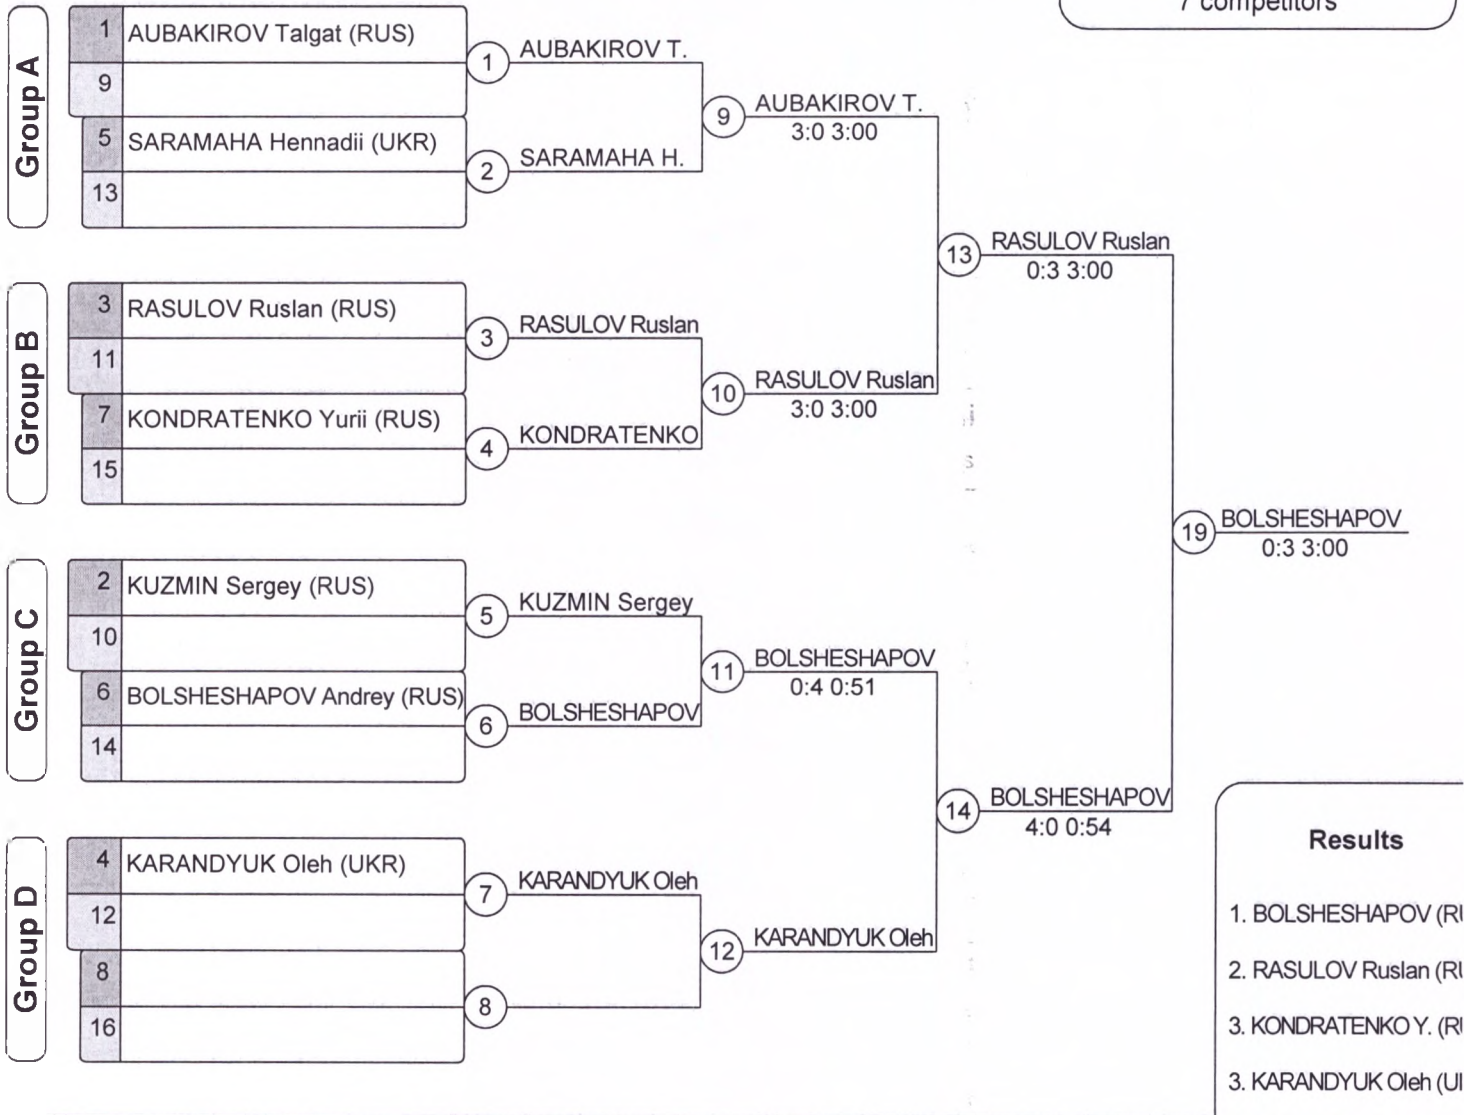 7 competitors
Group A
1 AUBAKIROV Talgat (RUS)
9
5 SARAMAHA Hennadii (UKR)
13
1 AUBAKIROV T.
2 SARAMAHA H.
9 AUBAKIROV T.
3:0 3:00
Group B
3 RASULOV Ruslan (RUS)
11
7 KONDRATENKO Yurii (RUS)
15
3 RASULOV Ruslan
4 KONDRATENKO
10 RASULOV Ruslan
3:0 3:00
13 RASULOV Ruslan
0:3 3:00
Group C
2 KUZMIN Sergey (RUS)
10
6 BOLSHESHAPOV Andrey (RUS)
14
5 KUZMIN Sergey
6 BOLSHESHAPOV
11 BOLSHESHAPOV
0:4 0:51
Group D
4 KARANDYUK Oleh (UKR)
12
8
16
7 KARANDYUK Oleh
8
12 KARANDYUK Oleh
14 BOLSHESHAPOV
4:0 0:54
19 BOLSHESHAPOV
0:3 3:00
Results
1. BOLSHESHAPOV (RU
2. RASULOV Ruslan (RU
3. KONDRATENKO Y. (RU
3. KARANDYUK Oleh (U